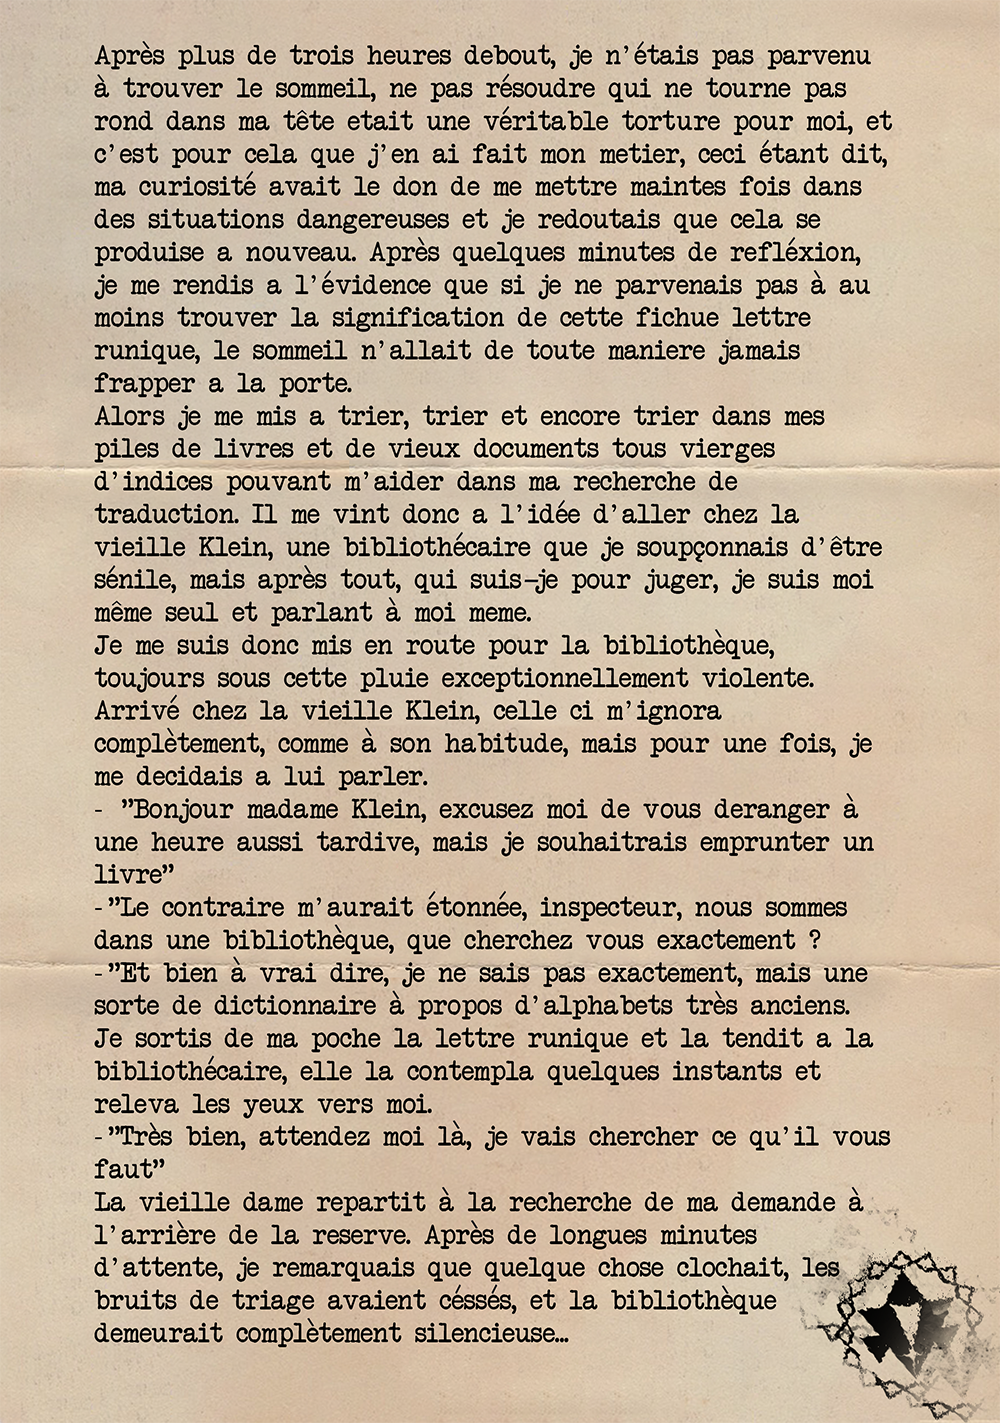 Après plus de trois heures debout, je n'étais pas parvenu
à trouver le sommeil, ne pas résoudre qui ne tourne pas
rond dans ma tête etait une véritable torture pour moi, et
c'est pour cela que j'en ai fait mon metier, ceci étant dit,
ma curiosité avait le don de me mettre maintes fois dans
des situations dangereuses et je redoutais que cela se
produise a nouveau. Après quelques minutes de refléxion,
je me rendis a l'évidence que si je ne parvenais pas à au
moins trouver la signification de cette fichue lettre
runique, le sommeil n'allait de toute maniere jamais
frapper a la porte.
Alors je me mis a trier, trier et encore trier dans mes
piles de livres et de vieux documents tous vierges
d'indices pouvant m'aider dans ma recherche de
traduction. Il me vint donc a l'idée d'aller chez la
vieille Klein, une bibliothécaire que je soupçonnais d'être
sénile, mais après tout, qui suis-je pour juger, je suis moi
même seul et parlant à moi meme.
Je me suis donc mis en route pour la bibliothèque,
toujours sous cette pluie exceptionnellement violente.
Arrivé chez la vieille Klein, celle ci m'ignora
complètement, comme à son habitude, mais pour une fois, je
me decidais a lui parler.
- "Bonjour madame Klein, excusez moi de vous deranger à
une heure aussi tardive, mais je souhaitrais emprunter un
livre"
-"Le contraire m'aurait étonnée, inspecteur, nous sommes
dans une bibliothèque, que cherchez vous exactement ?
-"Et bien à vrai dire, je ne sais pas exactement, mais une
sorte de dictionnaire à propos d'alphabets très anciens.
Je sortis de ma poche la lettre runique et la tendit a la
bibliothécaire, elle la contempla quelques instants et
releva les yeux vers moi.
-"Très bien, attendez moi là, je vais chercher ce qu'il vous
faut"
La vieille dame repartit à la recherche de ma demande à
l'arrière de la reserve. Après de longues minutes
d'attente, je remarquais que quelque chose clochait, les
bruits de triage avaient céssés, et la bibliothèque
demeurait complètement silencieuse…